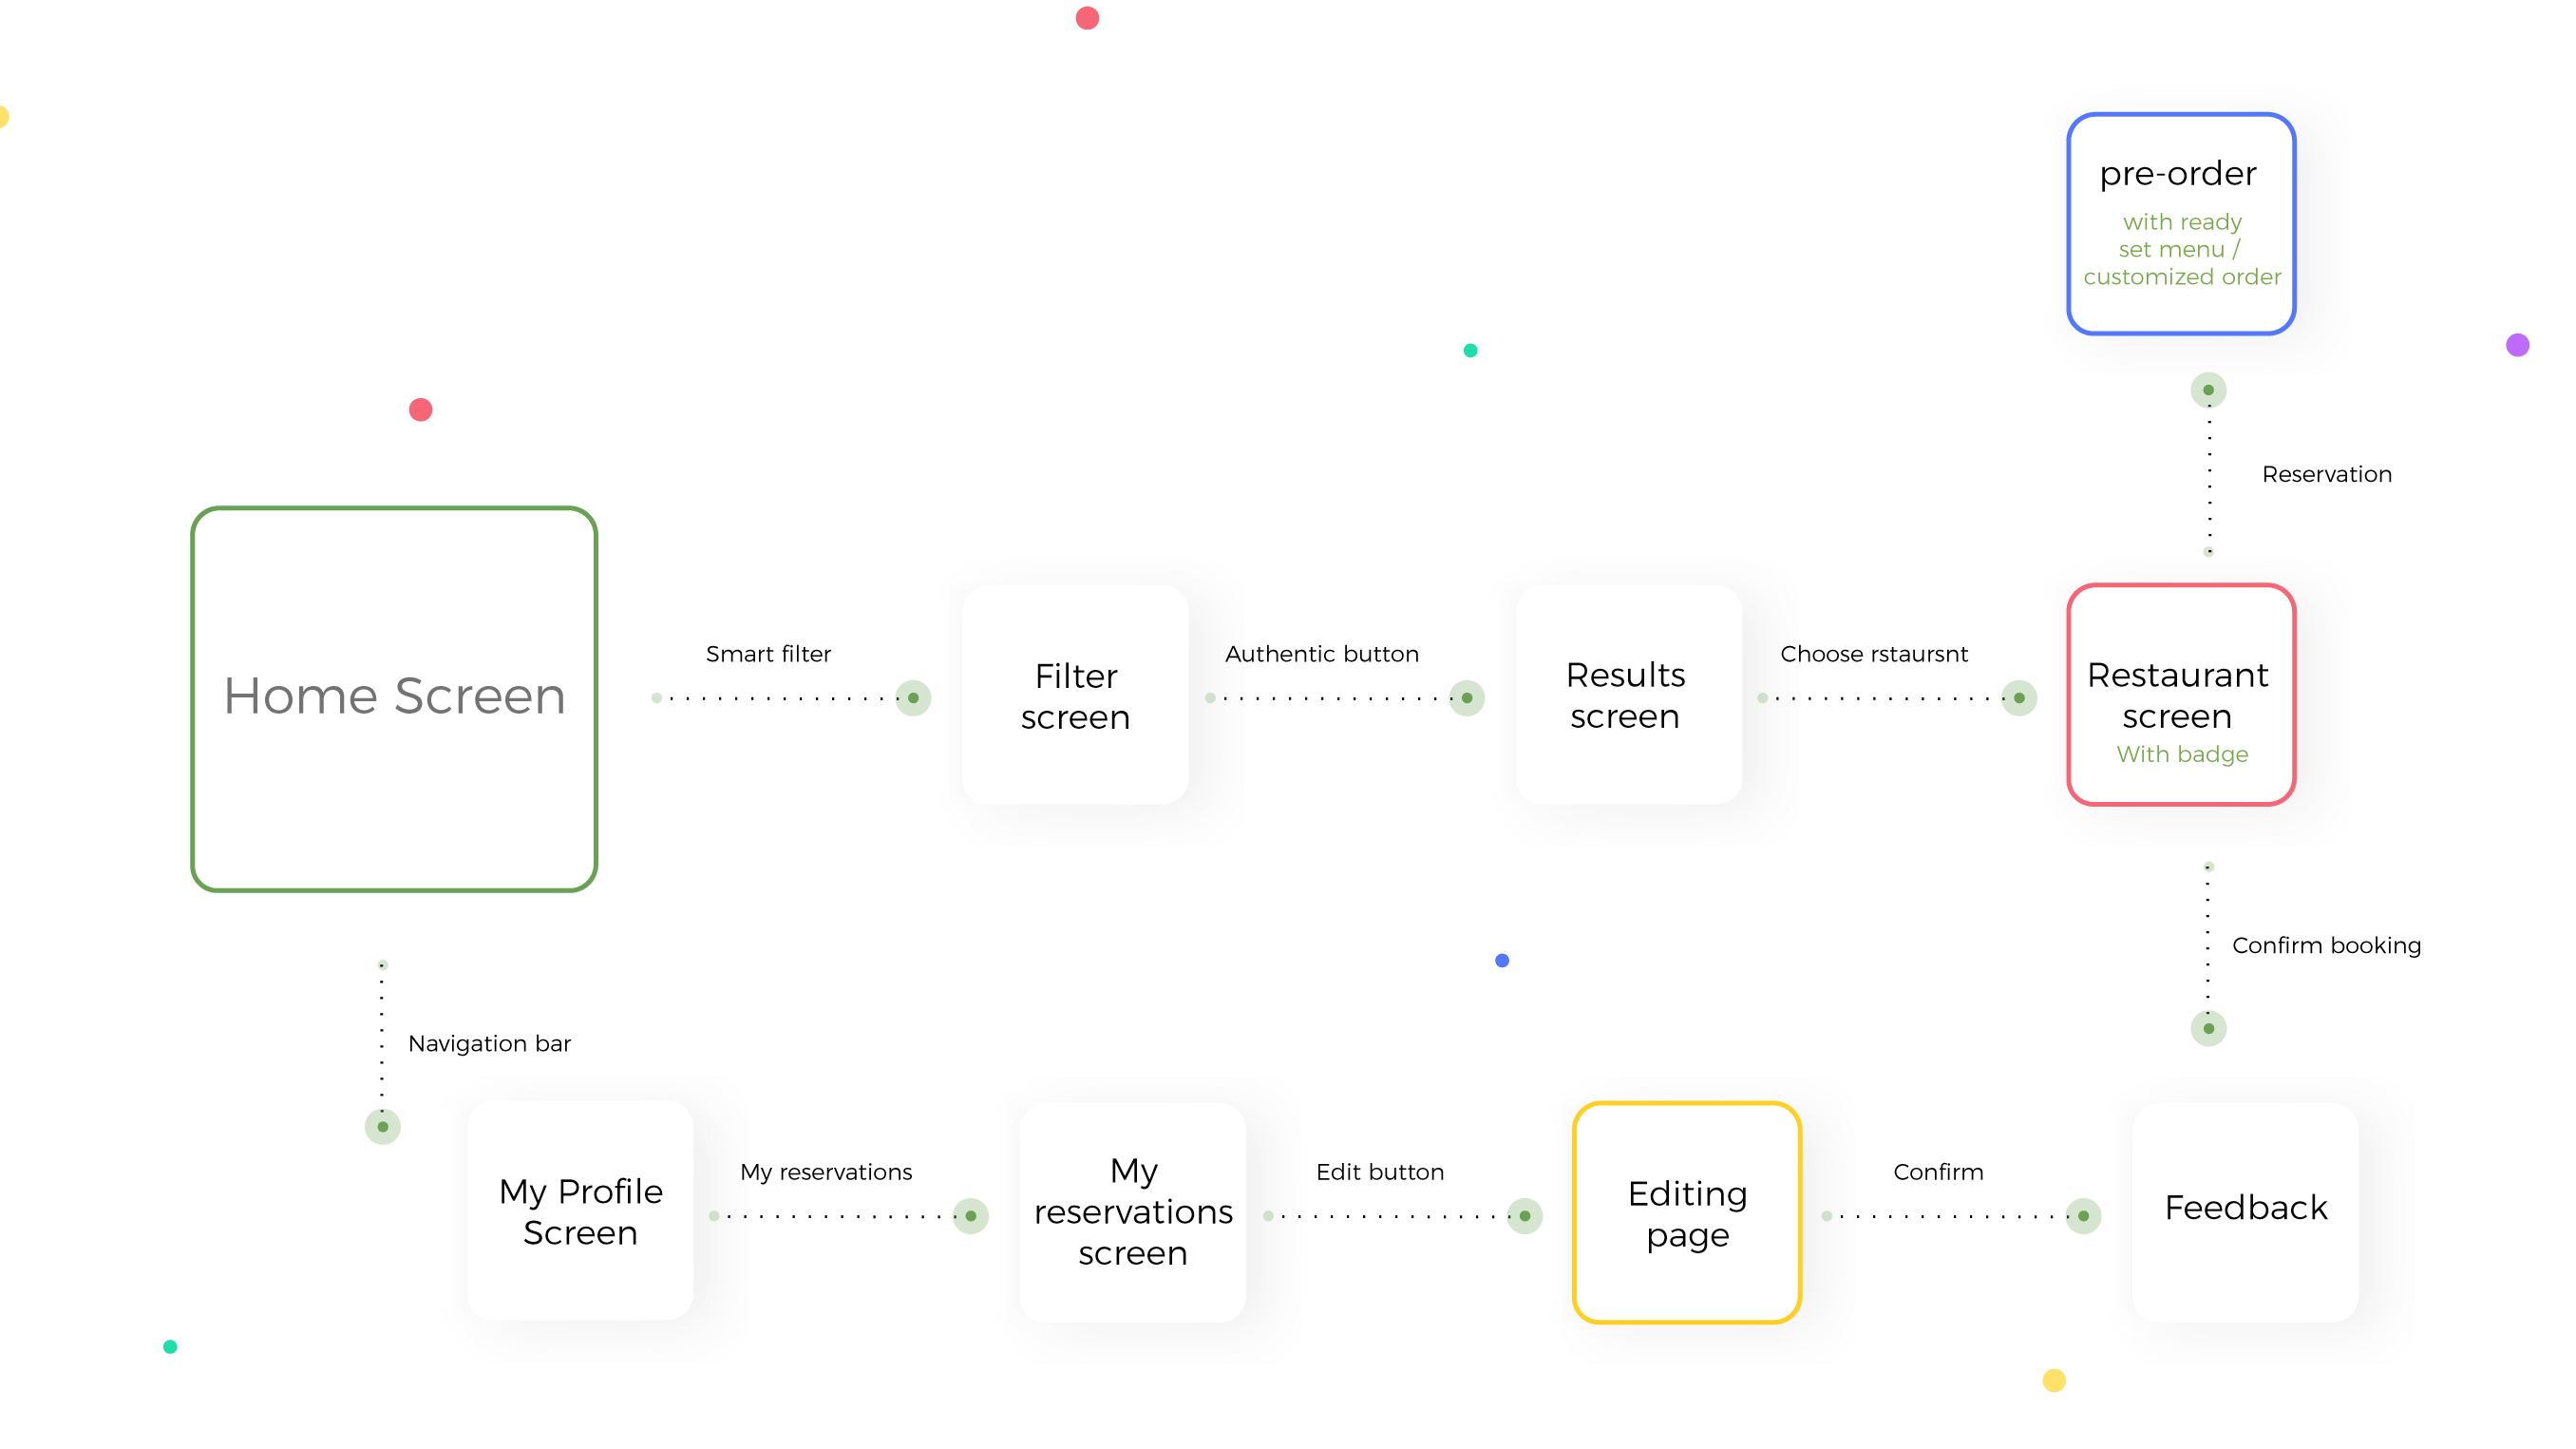 pre-order
with ready
set menu /
customized order
Reservation
Home Screen
Smart filter
Filter
screen
Authentic button
Results
screen
Choose rstaursnt
Restaurant
screen
With badge
Confirm booking
Navigation bar
My Profile
Screen
My reservations
My
reservations
screen
Edit button
Editing
page
Confirm
Feedback